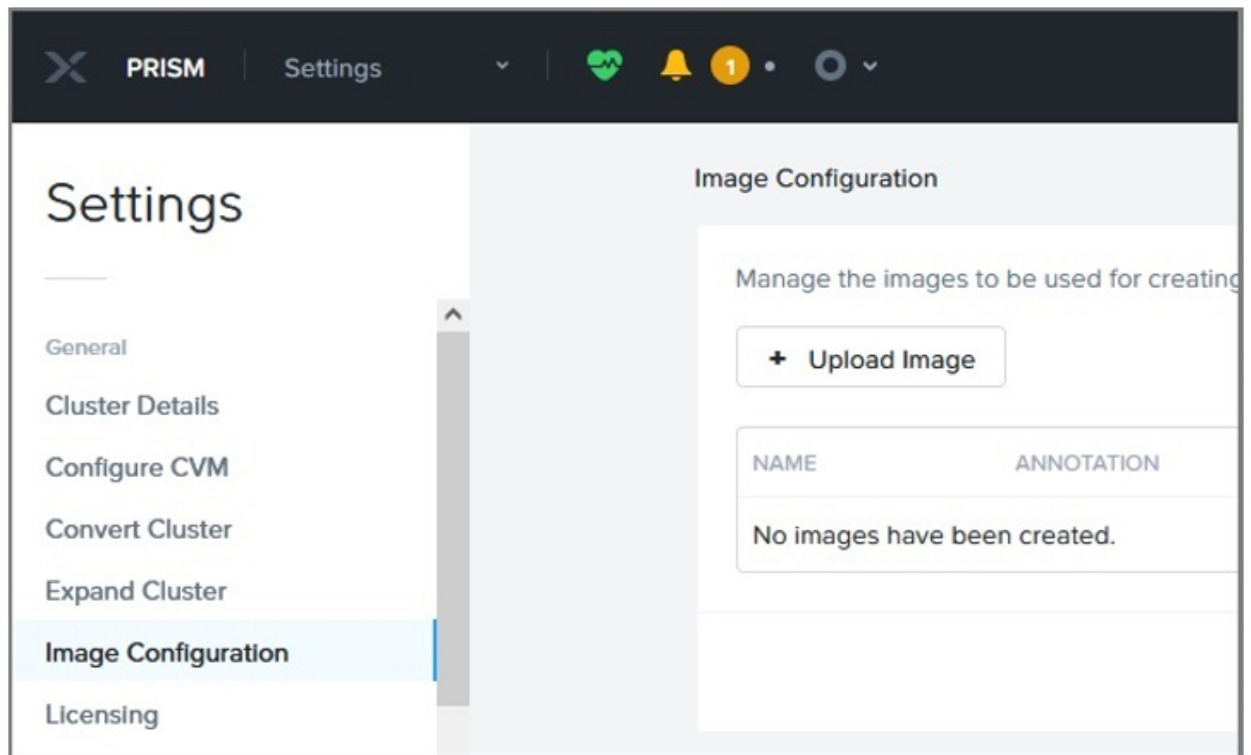 PRISM
Settings
1
Settings
General
Cluster Details
Configure CVM
Convert Cluster
Expand Cluster
Image Configuration
Licensing
Image Configuration
Manage the images to be used for creating
+ Upload Image
NAME ANNOTATION
No images have been created.